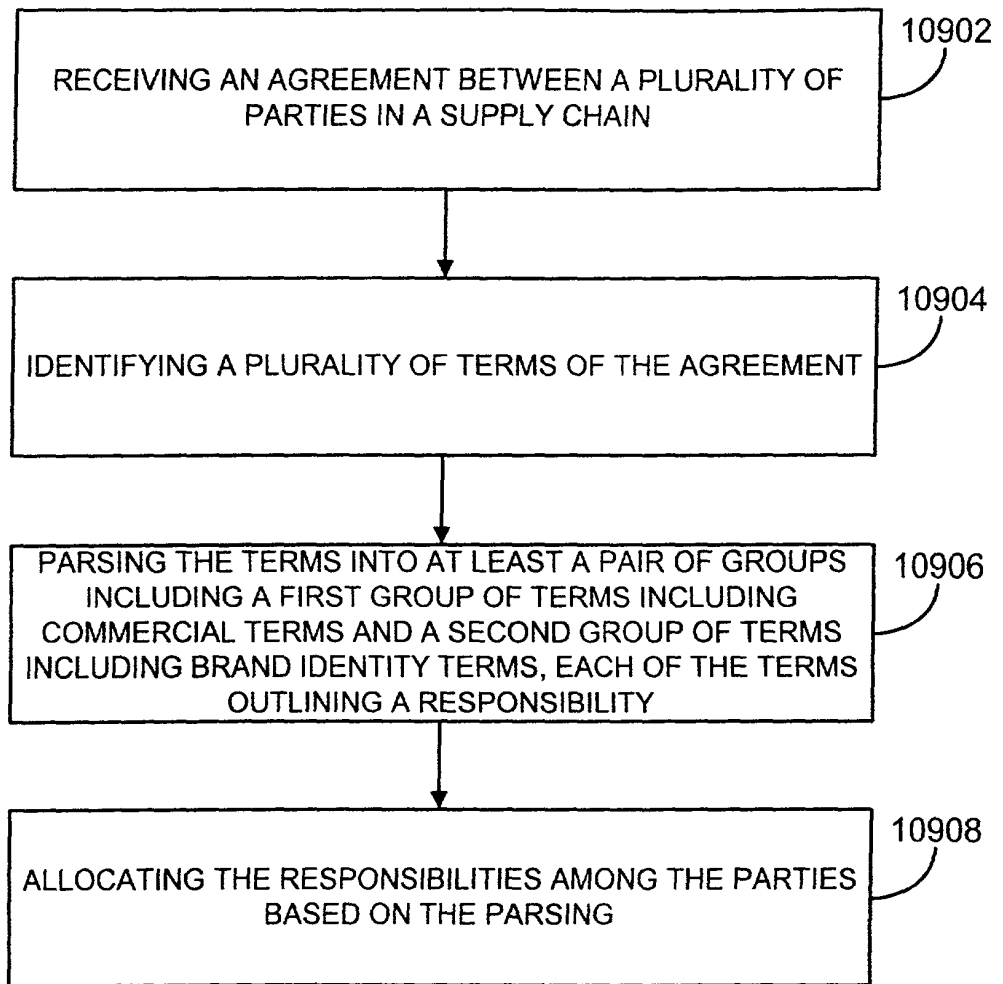 10902
RECEIVING AN AGREEMENT BETWEEN A PLURALITY OF
PARTIES IN A SUPPLY CHAIN
10904
IDENTIFYING A PLURALITY OF TERMS OF THE AGREEMENT
10906
PARSING THE TERMS INTO AT LEAST A PAIR OF GROUPS
INCLUDING A FIRST GROUP OF TERMS INCLUDING
COMMERCIAL TERMS AND A SECOND GROUP OF TERMS
INCLUDING BRAND IDENTITY TERMS, EACH OF THE TERMS
OUTLINING A RESPONSIBILITY
10908
ALLOCATING THE RESPONSIBILITIES AMONG THE PARTIES
BASED ON THE PARSING